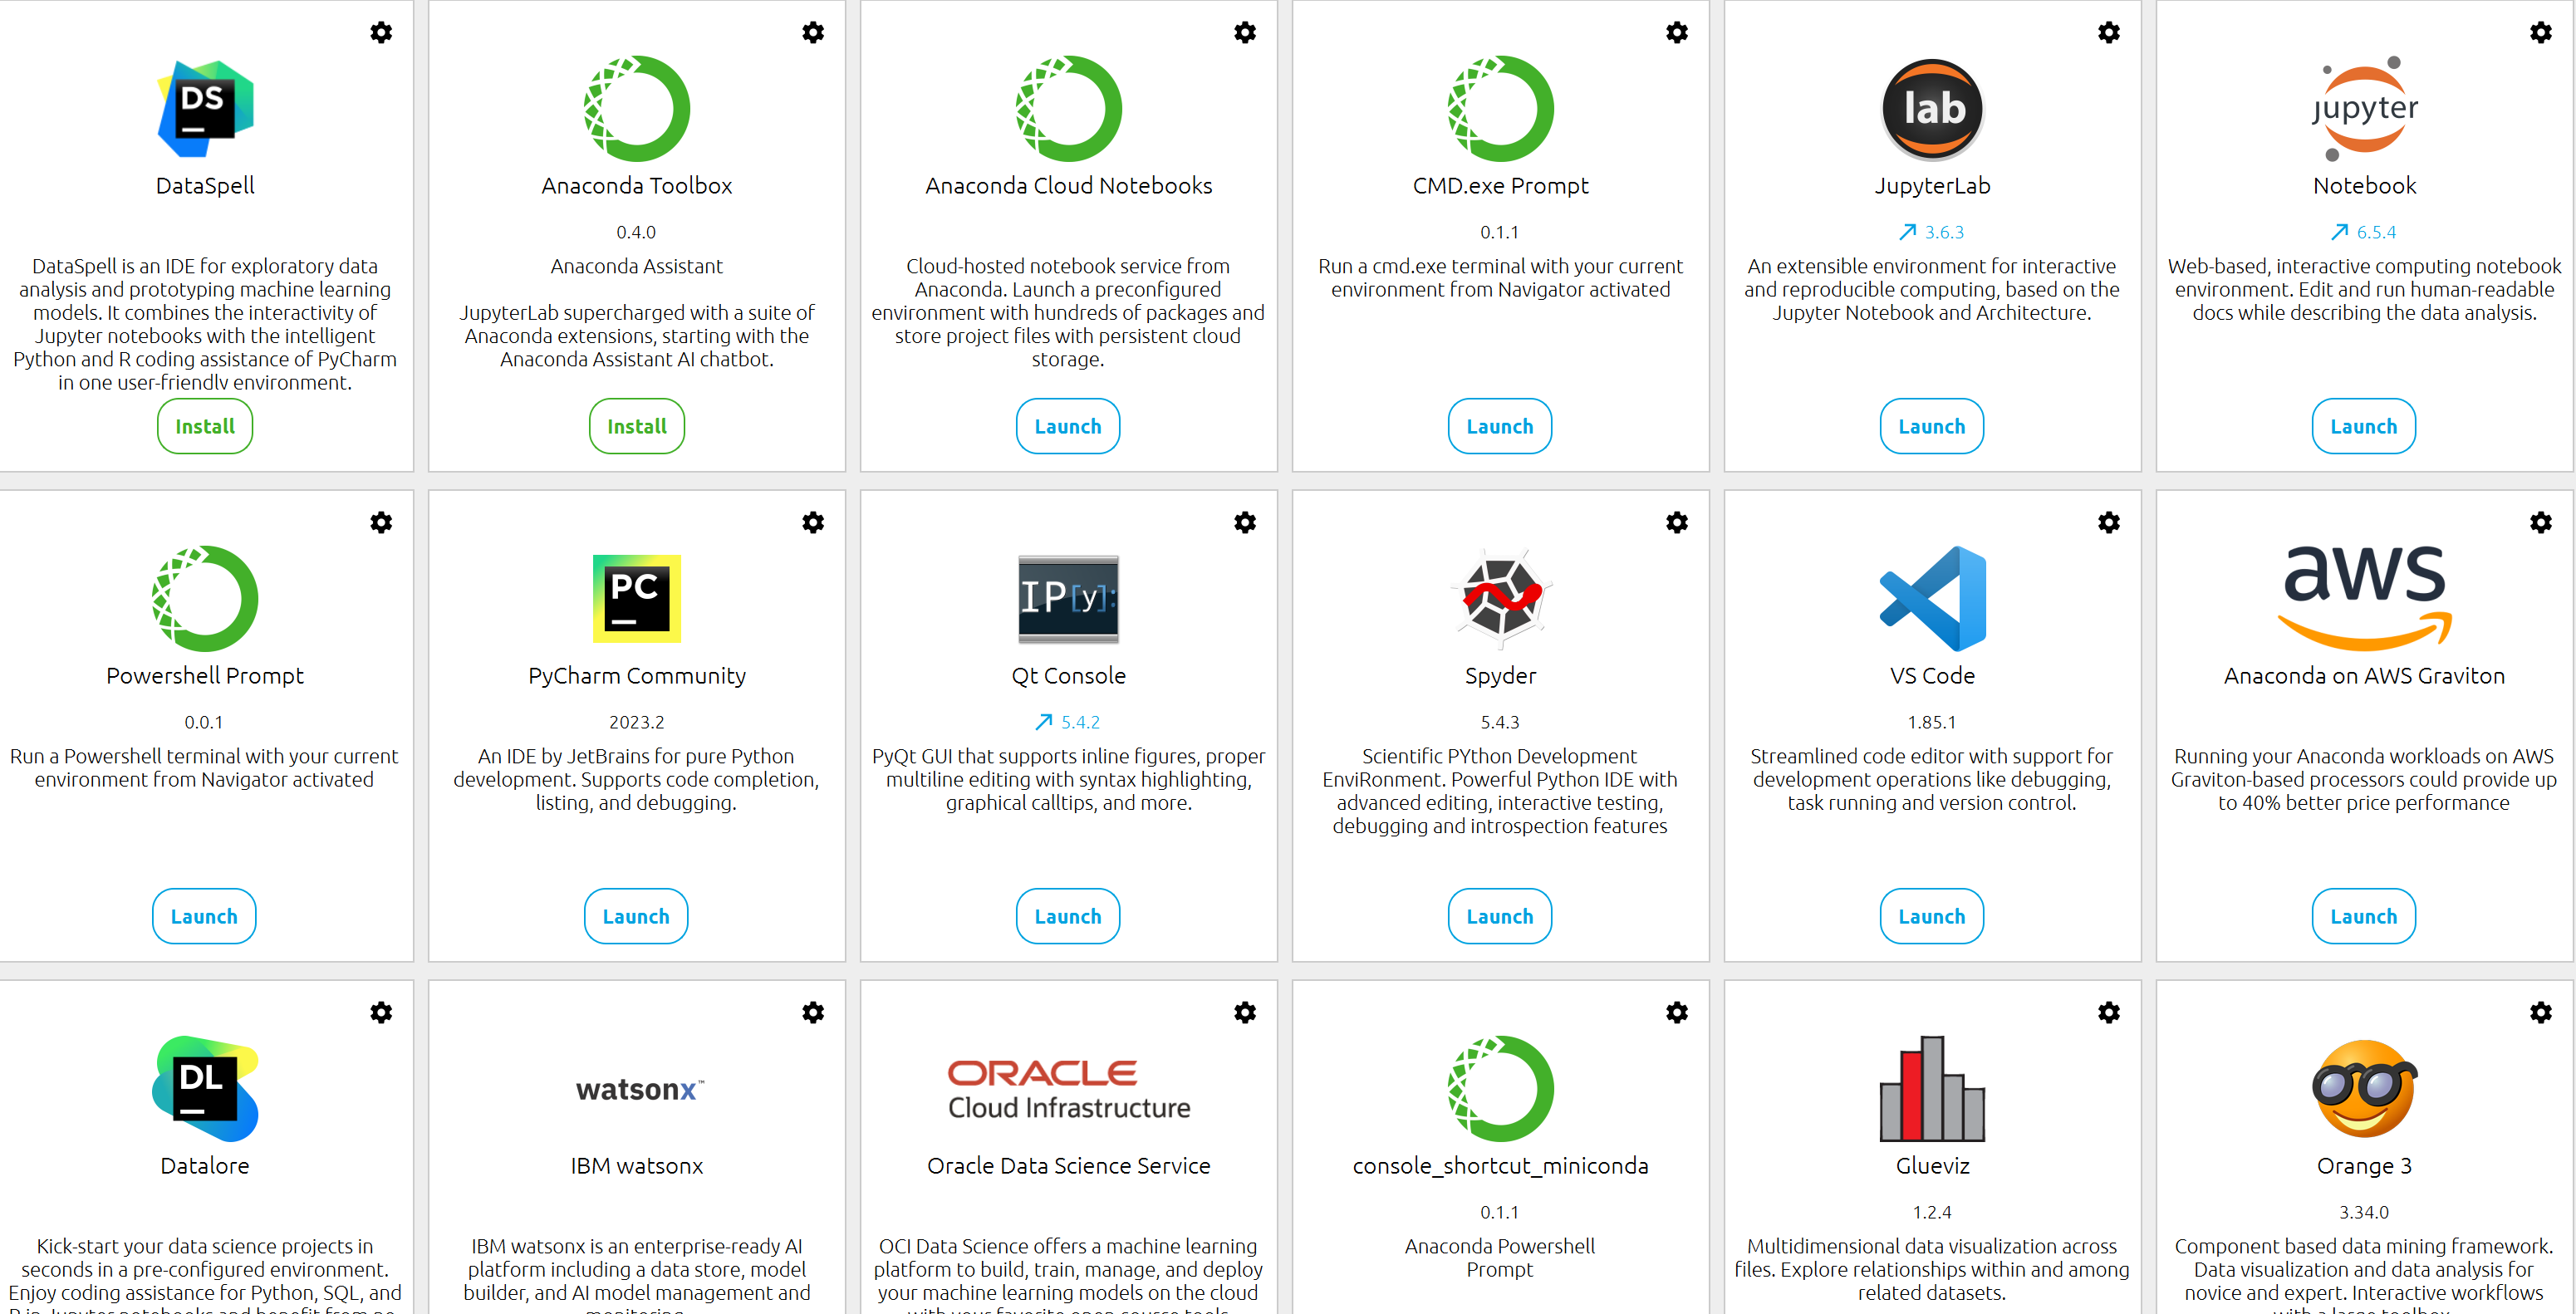 DS
DataSpell
DataSpell is an IDE for exploratory data
analysis and prototyping machine learning
models. It combines the interactivity of
Jupyter notebooks with the intelligent
Python and R coding assistance of PyCharm
in one user-friendly environment.
Install
Anaconda Toolbox
0.4.0
Anaconda Assistant
JupyterLab supercharged with a suite of
Anaconda extensions, starting with the
Anaconda Assistant AI chatbot.
Install
Anaconda Cloud Notebooks
Cloud-hosted notebook service from
Anaconda. Launch a preconfigured
environment with hundreds of packages and
store project files with persistent cloud
storage.
Launch
CMD.exe Prompt
0.1.1
Run a cmd.exe terminal with your current
environment from Navigator activated
Launch
lab
JupyterLab
3.6.3
An extensible environment for interactive
and reproducible computing, based on the
Jupyter Notebook and Architecture.
Launch
jupyter
Notebook
6.5.4
Web-based, interactive computing notebook
environment. Edit and run human-readable
docs while describing the data analysis.
Launch
Powershell Prompt
0.0.1
Run a Powershell terminal with your current
environment from Navigator activated
Launch
PC
PyCharm Community
2023.2
An IDE by JetBrains for pure Python
development. Supports code completion,
listing, and debugging.
Launch
IP[y]:
Qt Console
5.4.2
PyQt GUI that supports inline figures, proper
multiline editing with syntax highlighting,
graphical calltips, and more.
Launch
Spyder
5.4.3
Scientific PYthon Development
EnviRonment. Powerful Python IDE with
advanced editing, interactive testing,
debugging and introspection features
Launch
VS Code
1.85.1
Streamlined code editor with support for
development operations like debugging,
task running and version control.
Launch
aws
Anaconda on AWS Graviton
Running your Anaconda workloads on AWS
Graviton-based processors could provide up
to 40% better price performance
Launch
DL
Datalore
Kick-start your data science projects in
seconds in a pre-configured environment.
Enjoy coding assistance for Python, SQL, and
R in Jupyter notebooks and benefit from no
watsonx™
IBM watsonx
IBM watsonx is an enterprise-ready AI
platform including a data store, model
builder, and AI model management and
monitoring
ORACLE
Cloud Infrastructure
Oracle Data Science Service
OCI Data Science offers a machine learning
platform to build, train, manage, and deploy
your machine learning models on the cloud
with your favorite open source tools
console_shortcut_miniconda
0.1.1
Anaconda Powershell
Prompt
Glueviz
1.2.4
Multidimensional data visualization across
files. Explore relationships within and among
related datasets.
Orange 3
3.34.0
Component based data mining framework.
Data visualization and data analysis for
novice and expert. Interactive workflows
with a large toolbox.